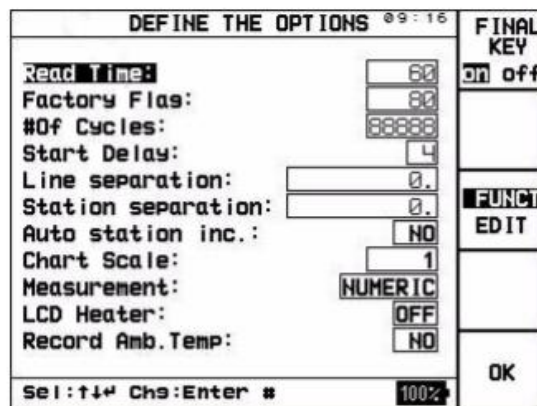 DEFINE THE OPTIONS 09:16
Read Time: 60
Factory Flag: 80
#Of Cycles: 88888
Start Delay: 4
Line separation: 0.
Station separation: 0.
Auto station inc.: NO
Chart Scale: 1
Measurement: NUMERIC
LCD Heater: OFF
Record Amb.Temp: NO
Sel:↑↓↵ Chg:Enter # 100%
FINAL
KEY
on off
FUNCT
EDIT
OK